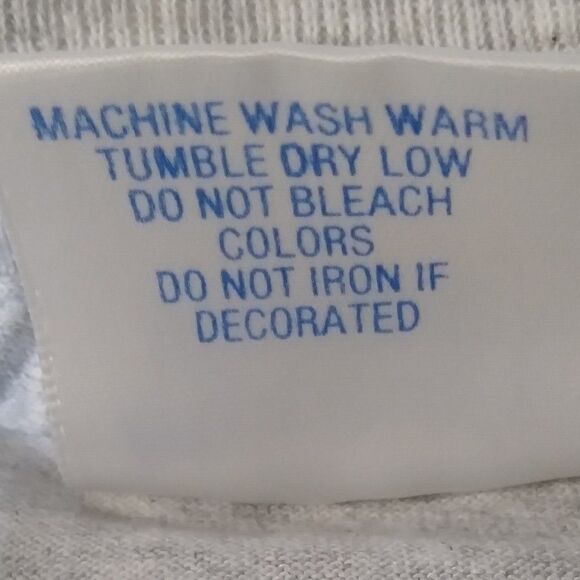 MACHINE WASH WARM
TUMBLE DRY LOW
DO NOT BLEACH
COLORS
DO NOT IRON IF
DECORATED